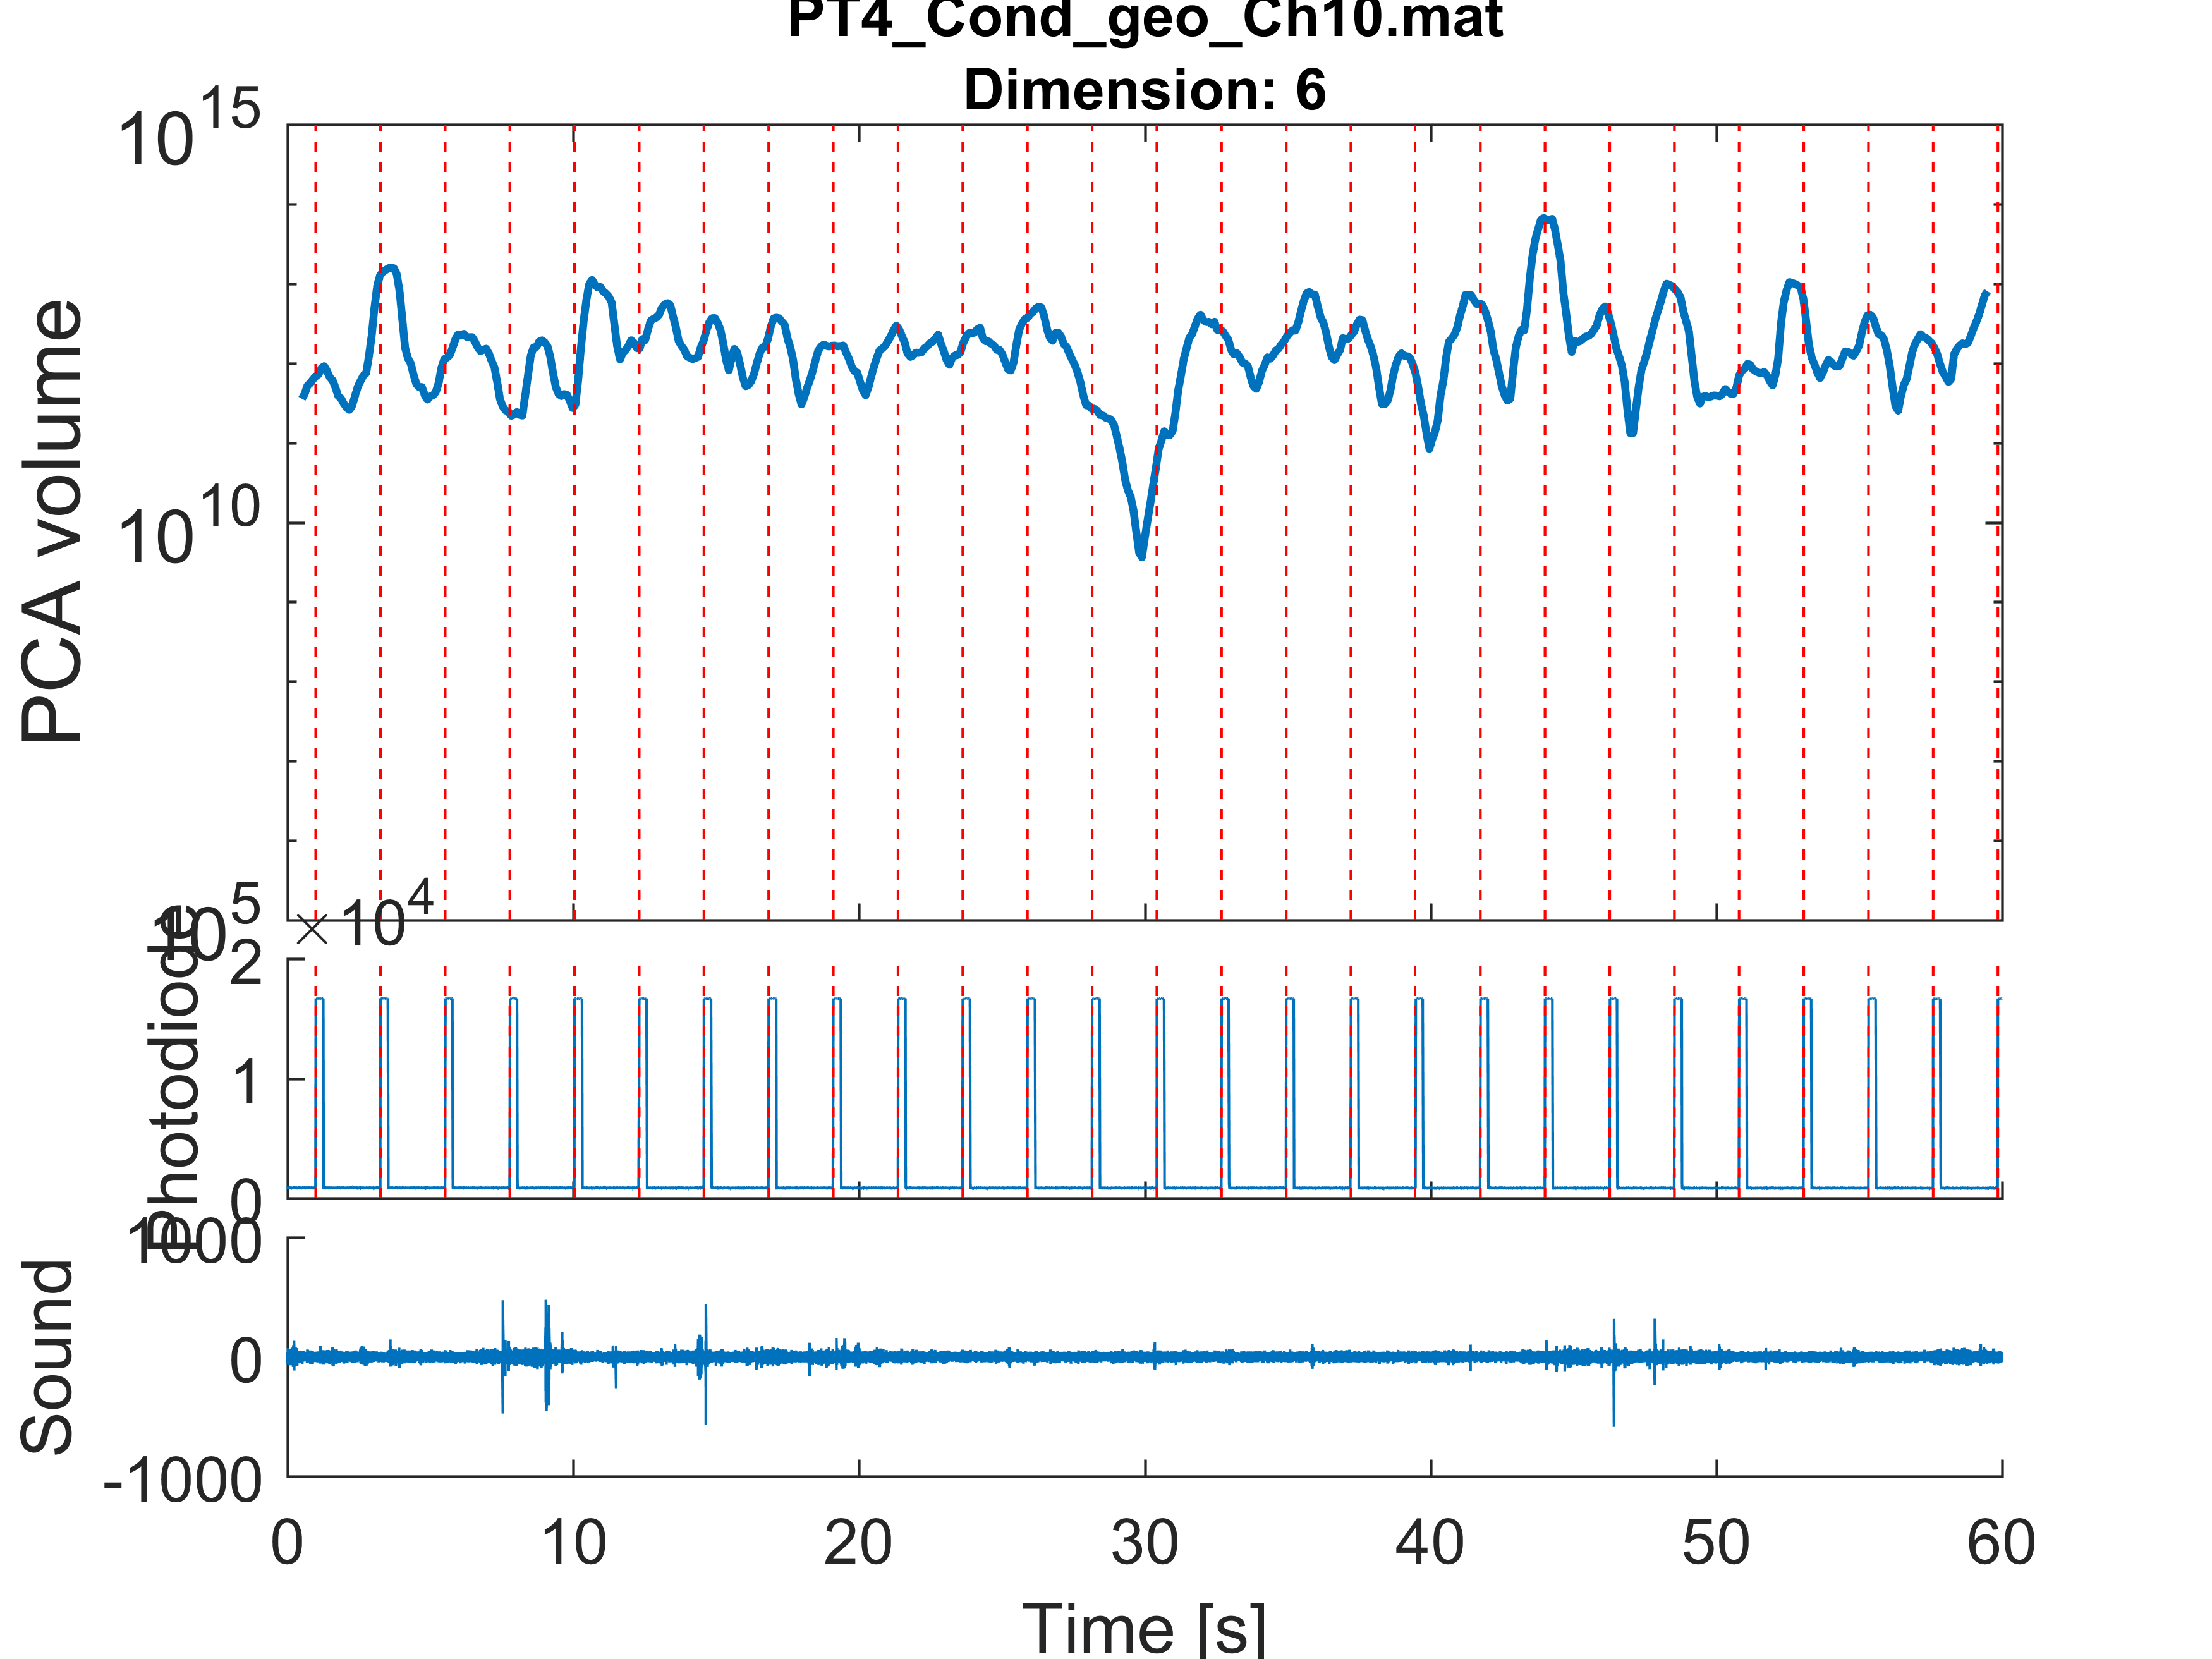 PT4_Cond_geo_Ch10.mat
Dimension: 6
PCA volume
10^15
10^10
10^5
×10^4
Photodiode
2
1
0
Sound
1000
0
-1000
0 10 20 30 40 50 60
Time [s]